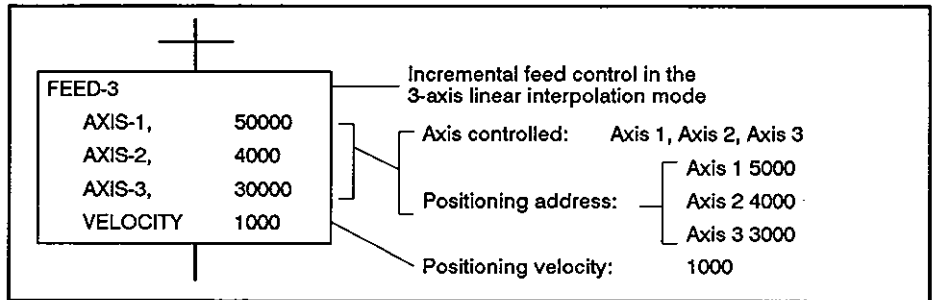 FEED-3
AXIS-1, 50000
AXIS-2, 4000
AXIS-3, 30000
VELOCITY 1000
Incremental feed control in the
3-axis linear interpolation mode
Axis controlled: Axis 1, Axis 2, Axis 3
Positioning address:
Axis 1 5000
Axis 2 4000
Axis 3 3000
Positioning velocity: 1000